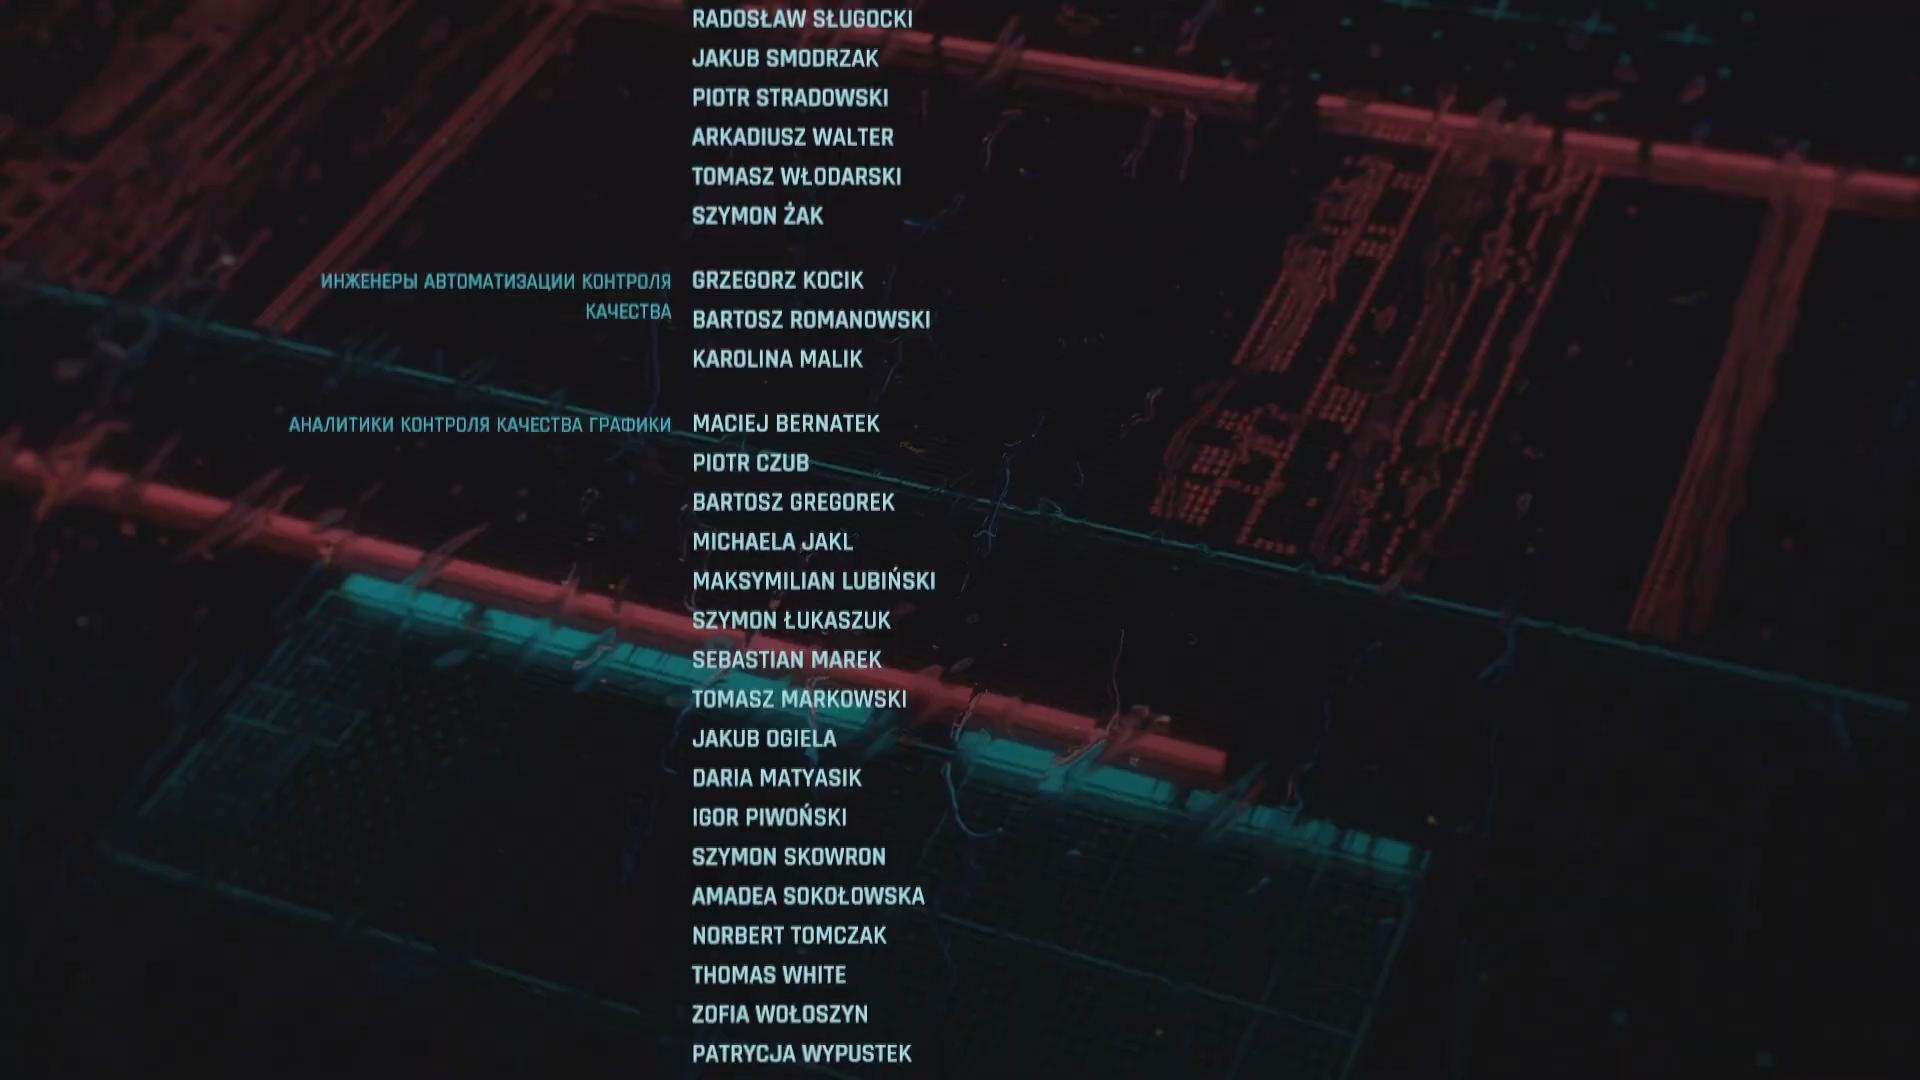 RADOSŁAW SŁUGOCKI
JAKUB SMODRZAK
PIOTR STRADOWSKI
ARKADIUSZ WALTER
TOMASZ WŁODARSKI
SZYMON ŻAK
ИНЖЕНЕРЫ АВТОМАТИЗАЦИИ КОНТРОЛЯ
КАЧЕСТВА
GRZEGORZ KOCIK
BARTOSZ ROMANOWSKI
KAROLINA MALIK
АНАЛИТИКИ КОНТРОЛЯ КАЧЕСТВА ГРАФИКИ
MACIEJ BERNATEK
PIOTR CZUB
BARTOSZ GREGOREK
MICHAELA JAKL
MAKSYMILIAN LUBIŃSKI
SZYMON ŁUKASZUK
SEBASTIAN MAREK
TOMASZ MARKOWSKI
JAKUB OGIELA
DARIA MATYASIK
IGOR PIWOŃSKI
SZYMON SKOWRON
AMADEA SOKOŁOWSKA
NORBERT TOMCZAK
THOMAS WHITE
ZOFIA WOŁOSZYN
PATRYCJA WYPUSTEK